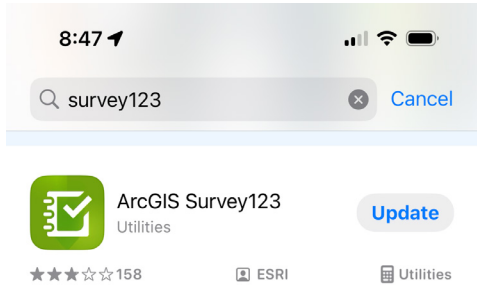 8:47
survey123
Cancel
ArcGIS Survey123
Utilities
Update
158
ESRI
Utilities